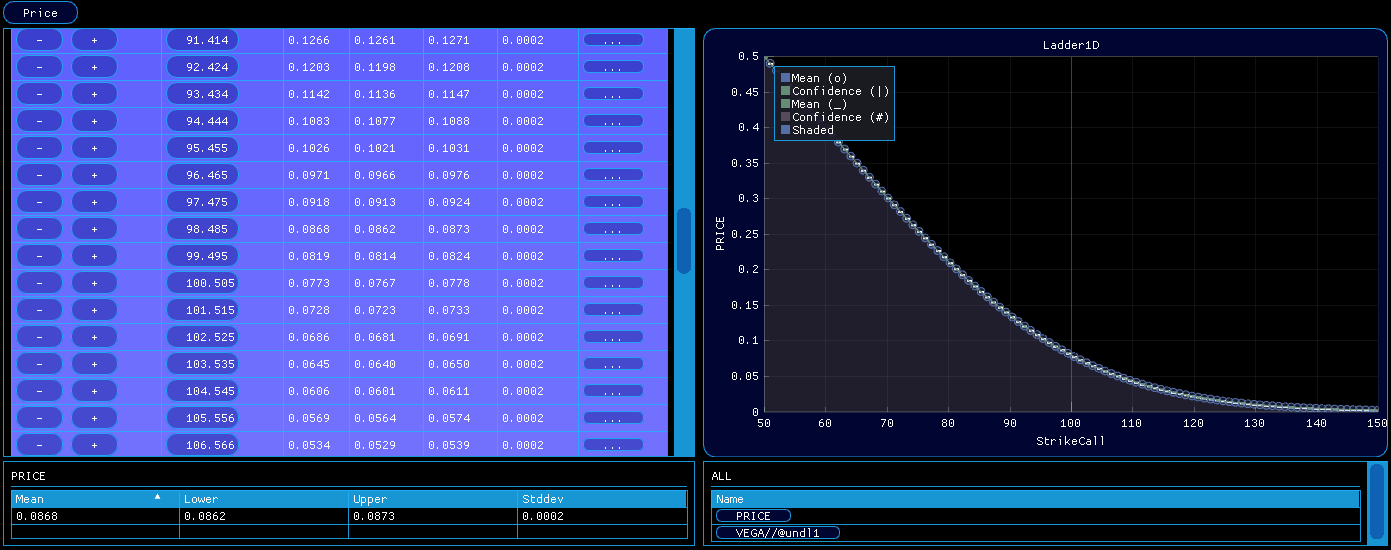 Price
- + 91.414 0.1266 0.1261 0.1271 0.0002 ...
- + 92.424 0.1203 0.1198 0.1208 0.0002 ...
- + 93.434 0.1142 0.1136 0.1147 0.0002 ...
- + 94.444 0.1083 0.1077 0.1088 0.0002 ...
- + 95.455 0.1026 0.1021 0.1031 0.0002 ...
- + 96.465 0.0971 0.0966 0.0976 0.0002 ...
- + 97.475 0.0918 0.0913 0.0924 0.0002 ...
- + 98.485 0.0868 0.0862 0.0873 0.0002 ...
- + 99.495 0.0819 0.0814 0.0824 0.0002 ...
- + 100.505 0.0773 0.0767 0.0778 0.0002 ...
- + 101.515 0.0728 0.0723 0.0733 0.0002 ...
- + 102.525 0.0686 0.0681 0.0691 0.0002 ...
- + 103.535 0.0645 0.0640 0.0650 0.0002 ...
- + 104.545 0.0606 0.0601 0.0611 0.0002 ...
- + 105.556 0.0569 0.0564 0.0574 0.0002 ...
- + 106.566 0.0534 0.0529 0.0539 0.0002 ...
Ladder1D
Mean (o)
Confidence (|)
Mean (_)
Confidence (#)
Shaded
PRICE
0.5
0.45
0.4
0.35
0.3
0.25
0.2
0.15
0.1
0.05
0
50 60 70 80 90 100 110 120 130 140 150
StrikeCall
PRICE
Mean Lower Upper Stddev
0.0868 0.0862 0.0873 0.0002
ALL
Name
PRICE
VEGA//@undl1